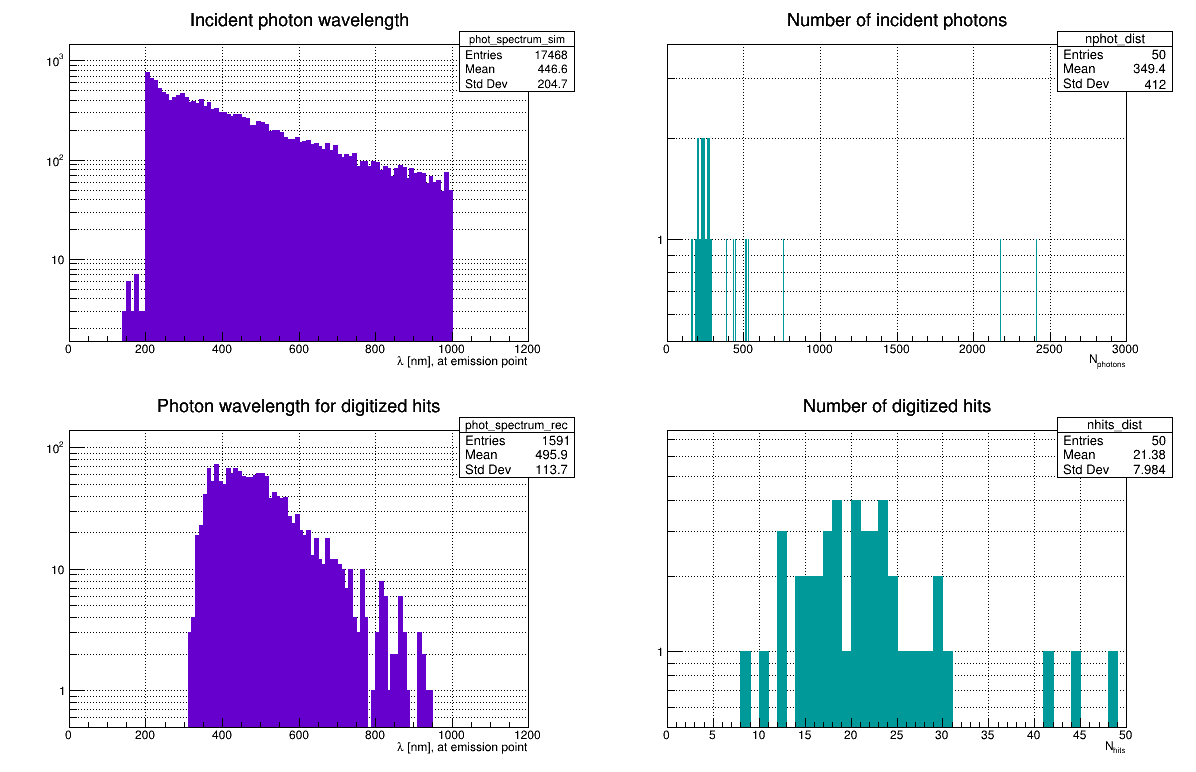 Incident photon wavelength
phot_spectrum_sim
Entries 17468
Mean 446.6
Std Dev 204.7
10³
10²
10
0 200 400 600 800 1000 1200
λ [nm], at emission point
Number of incident photons
nphot_dist
Entries 50
Mean 349.4
Std Dev 412
1
0 500 1000 1500 2000 2500 3000
N_photons
Photon wavelength for digitized hits
phot_spectrum_rec
Entries 1591
Mean 495.9
Std Dev 113.7
10²
10
1
0 200 400 600 800 1000 1200
λ [nm], at emission point
Number of digitized hits
nhits_dist
Entries 50
Mean 21.38
Std Dev 7.984
1
0 5 10 15 20 25 30 35 40 45 50
N_hits